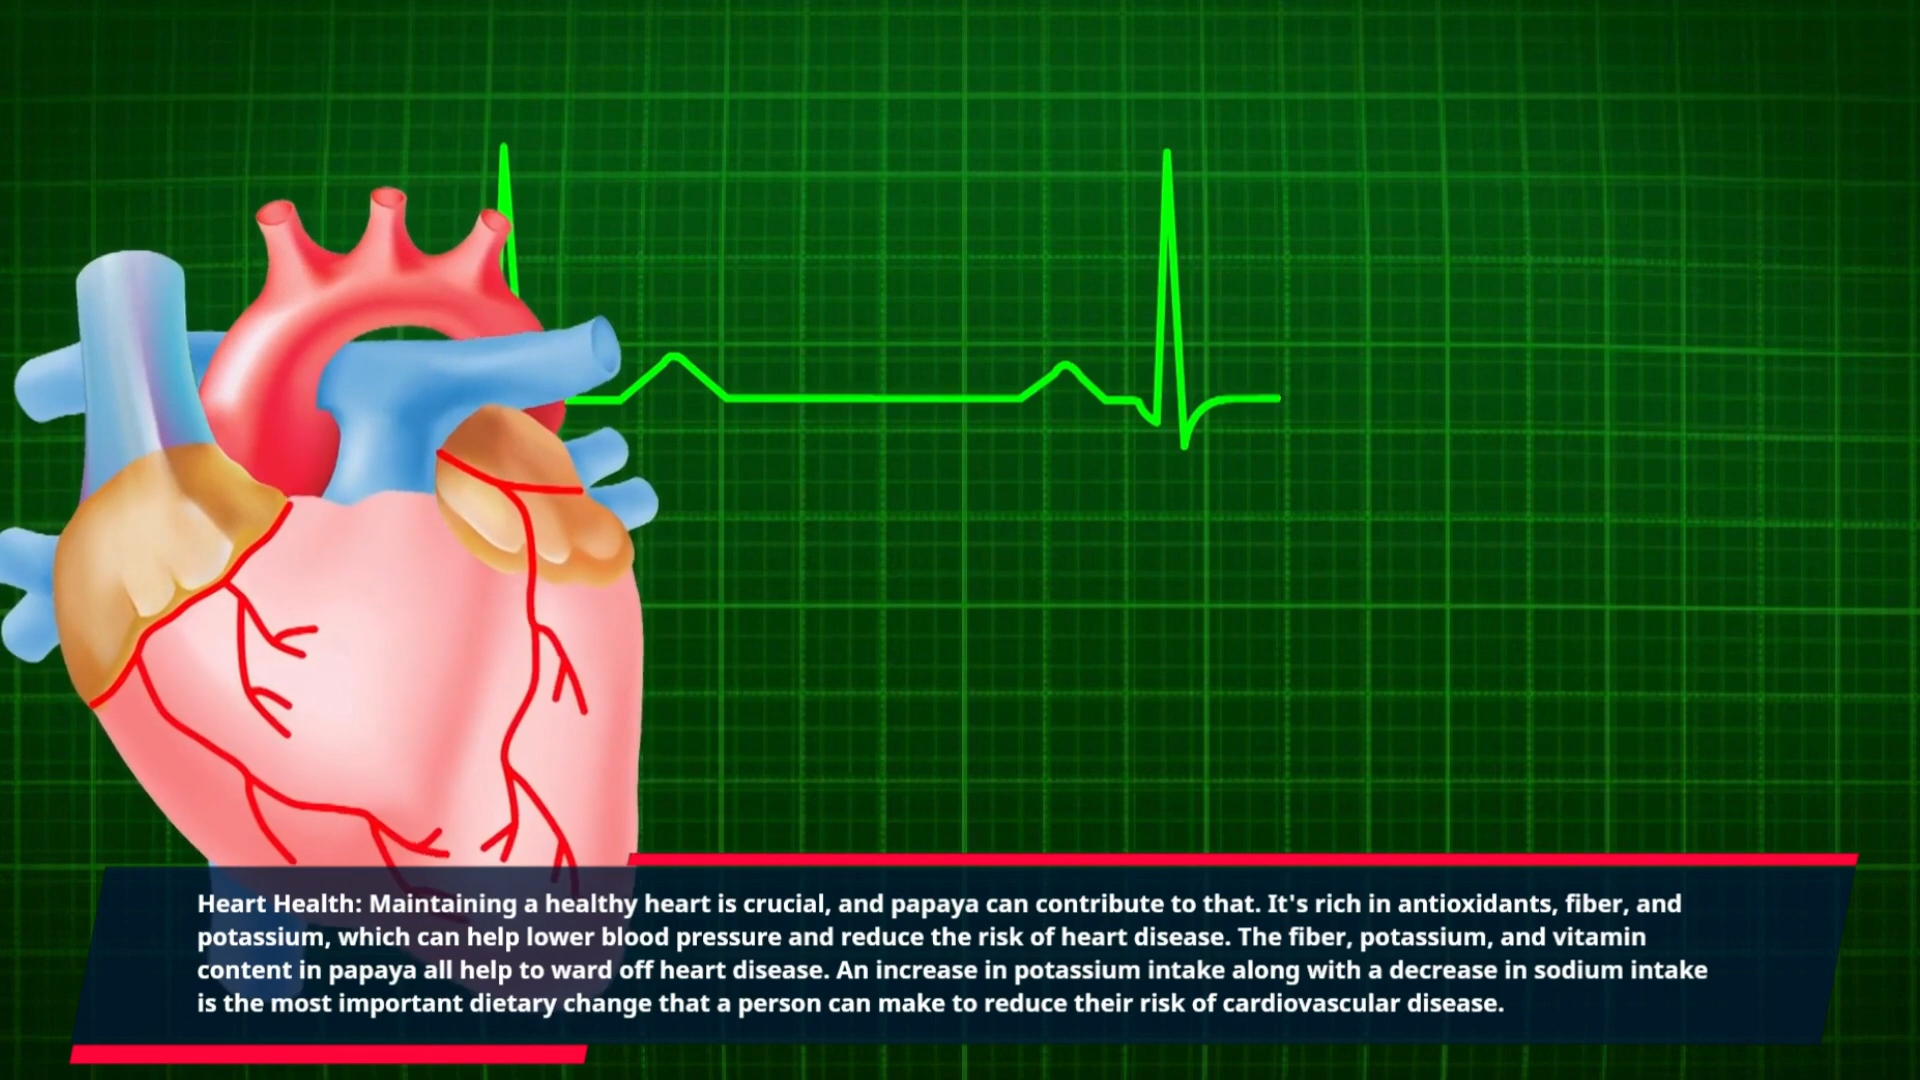 Heart Health: Maintaining a healthy heart is crucial, and papaya can contribute to that. It's rich in antioxidants, fiber, and
potassium, which can help lower blood pressure and reduce the risk of heart disease. The fiber, potassium, and vitamin
content in papaya all help to ward off heart disease. An increase in potassium intake along with a decrease in sodium intake
is the most important dietary change that a person can make to reduce their risk of cardiovascular disease.